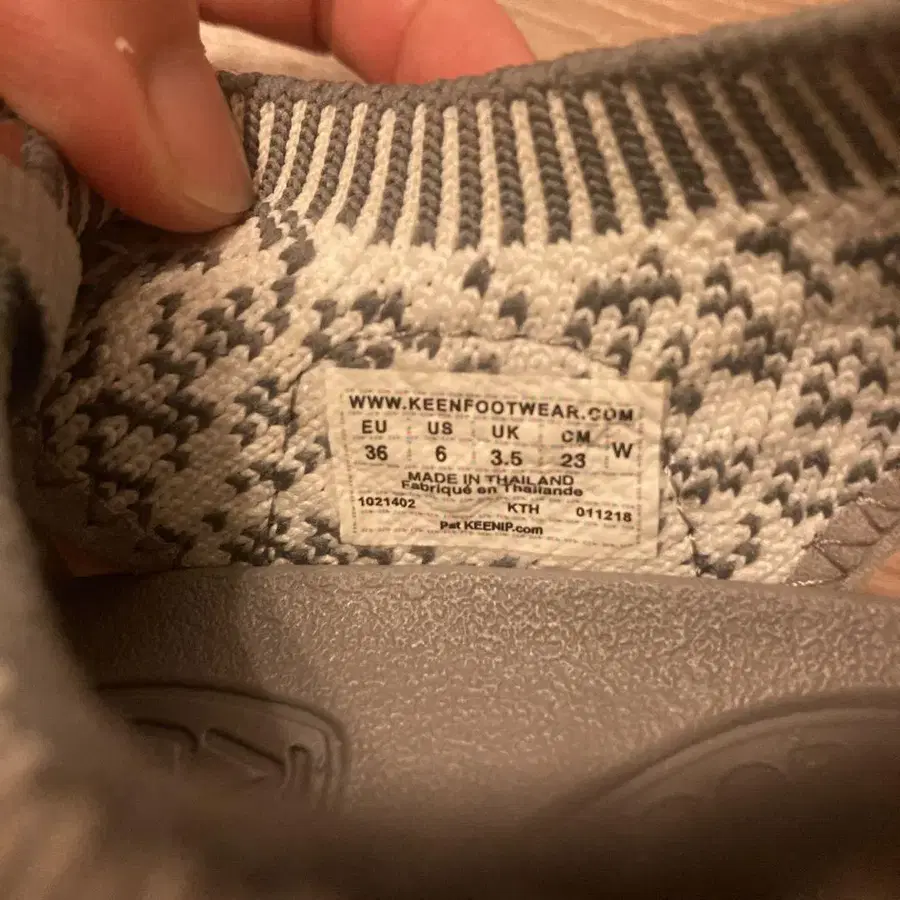 WWW.KEENFOOTWEAR.COM
EU US UK CM W
36 6 3.5 23
MADE IN THAILAND
Fabriqué en Thaïlande
1021402 KTH 011218
Pat KEENIP.com